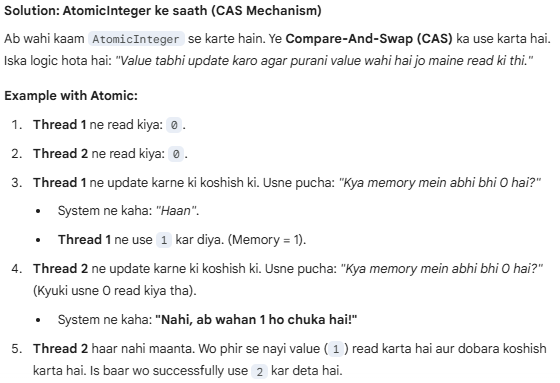 Solution: AtomicInteger ke saath (CAS Mechanism)
Ab wahi kaam AtomicInteger se karte hain. Ye Compare-And-Swap (CAS) ka use karta hai.
Iska logic hota hai: "Value tabhi update karo agar purani value wahi hai jo maine read ki thi."
Example with Atomic:
1. Thread 1 ne read kiya: 0.
2. Thread 2 ne read kiya: 0.
3. Thread 1 ne update karne ki koshish ki. Usne pucha: "Kya memory mein abhi bhi 0 hai?"
• System ne kaha: "Haan".
• Thread 1 ne use 1 kar diya. (Memory = 1).
4. Thread 2 ne update karne ki koshish ki. Usne pucha: "Kya memory mein abhi bhi 0 hai?"
(Kyuki usne 0 read kiya tha).
• System ne kaha: "Nahi, ab wahan 1 ho chuka hai!"
5. Thread 2 haar nahi maanta. Wo phir se nayi value (1) read karta hai aur dobara koshish
karta hai. Is baar wo successfully use 2 kar deta hai.